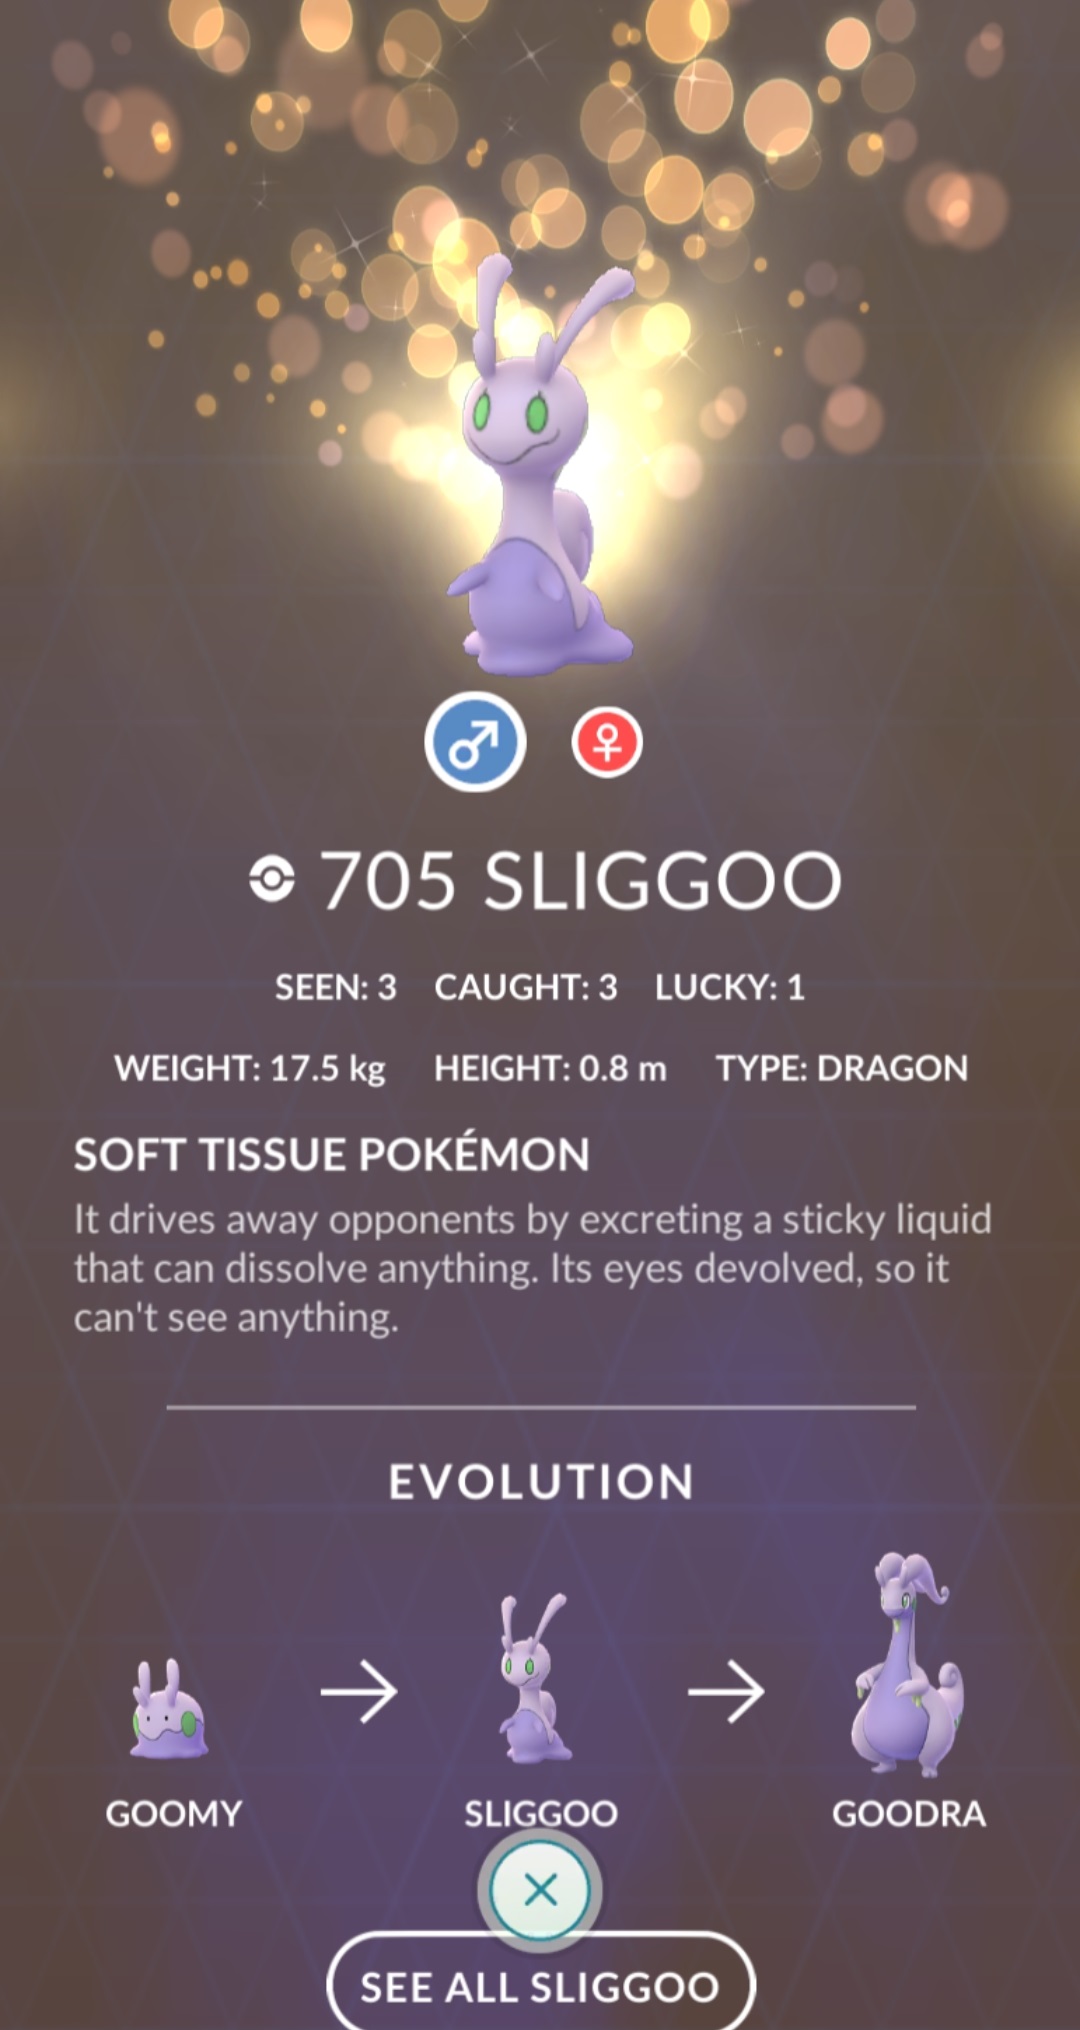 705 SLIGGOO
SEEN: 3 CAUGHT: 3 LUCKY: 1
WEIGHT: 17.5 kg HEIGHT: 0.8 m TYPE: DRAGON
SOFT TISSUE POKÉMON
It drives away opponents by excreting a sticky liquid
that can dissolve anything. Its eyes devolved, so it
can't see anything.
EVOLUTION
GOOMY SLIGGOO GOODRA
SEE ALL SLIGGOO